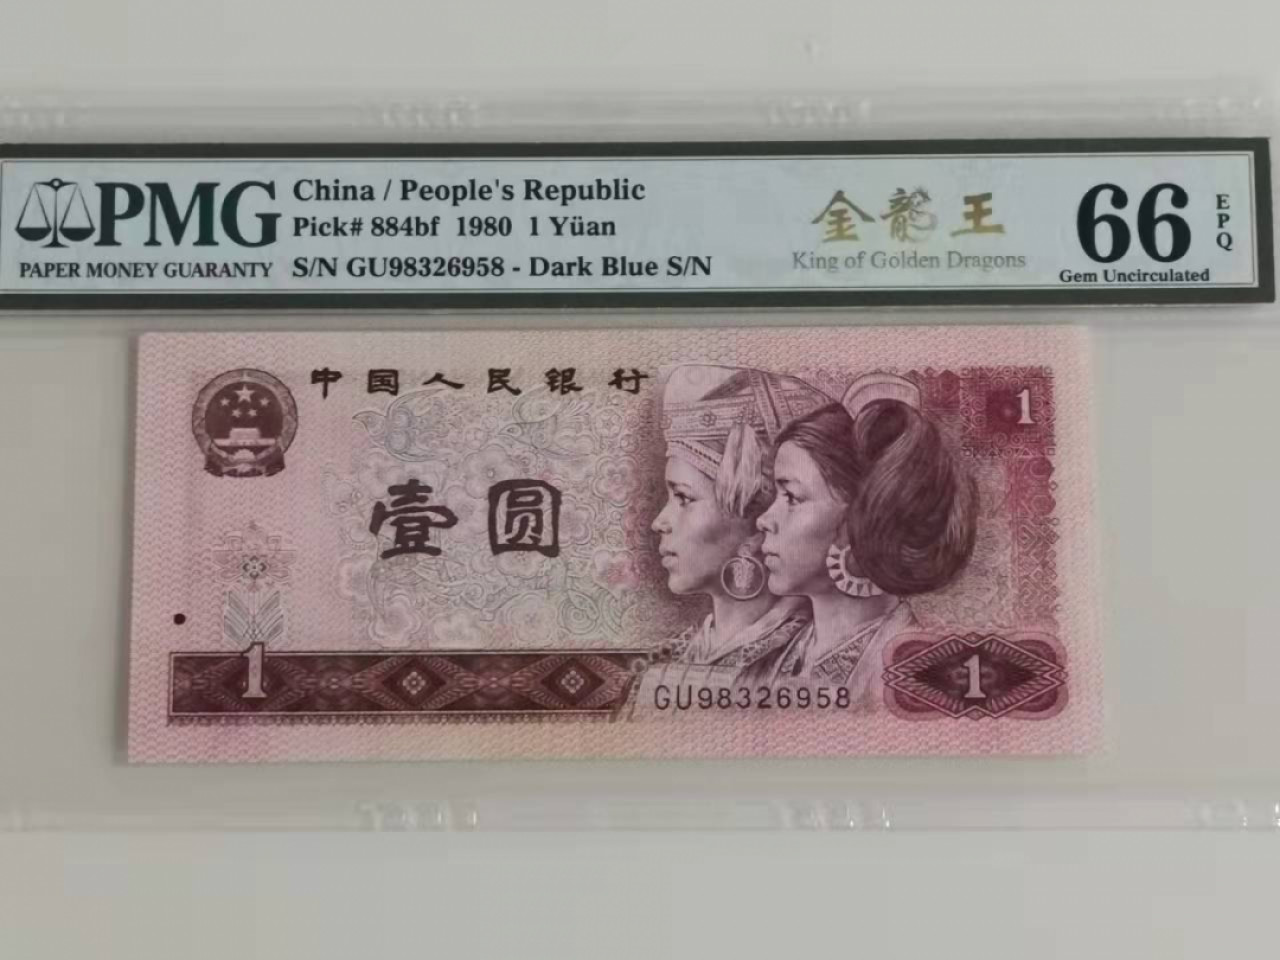 PMG
PAPER MONEY GUARANTY
China / People's Republic
Pick# 884bf 1980 1 Yüan
S/N GU98326958 - Dark Blue S/N
金龍王
King of Golden Dragons
66
EPQ
Gem Uncirculated
中国人民银行
1
壹圆
1
GU98326958
1